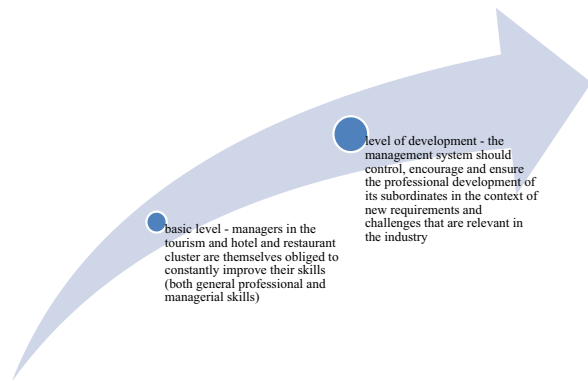 level of development - the
management system should
control, encourage and ensure
the professional development of
its subordinates in the context of
new requirements and
challenges that are relevant in
the industry
basic level - managers in the
tourism and hotel and restaurant
cluster are themselves obliged to
constantly improve their skills
(both general professional and
managerial skills)